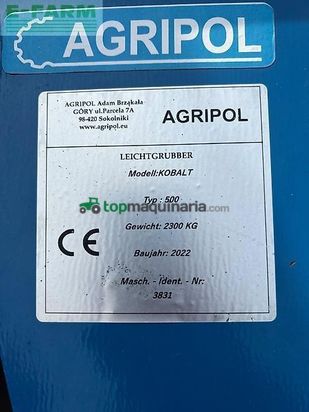 E-FARM
AGRIPOL
AGRIPOL Adam Brząkała
GÓRY ul.Parcela 7A
98-420 Sokolniki
www.agripol.eu
AGRIPOL
LEICHTGRUBBER
Modell:KOBALT
Typ : 500
topmaquinaria.com
Gewicht: 2300 KG
Baujahr: 2022
CE
Masch. - Ident. - Nr:
3831